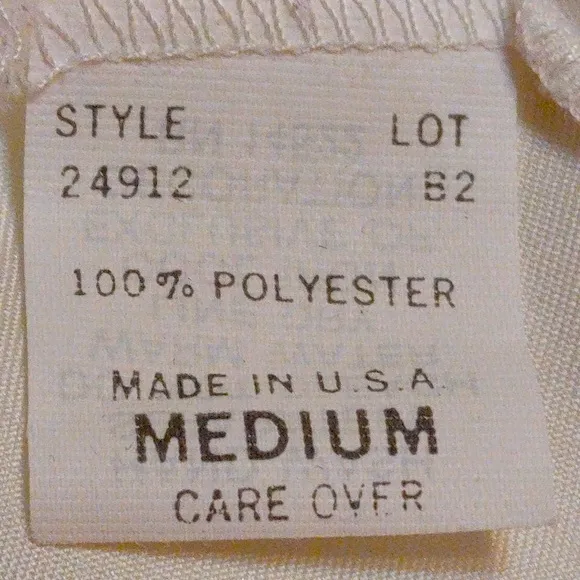 STYLE LOT
24912 B2
100% POLYESTER
MADE IN U.S.A.
MEDIUM
CARE OVER